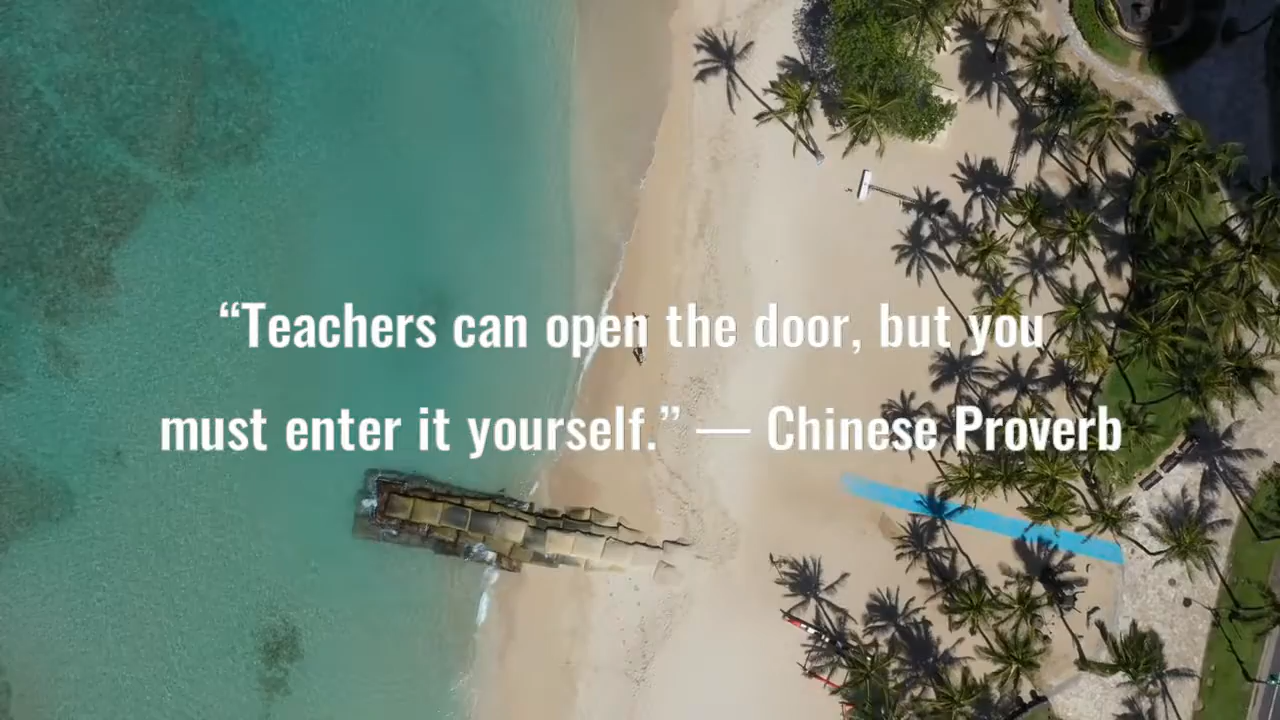 “Teachers can open the door, but you
must enter it yourself.” — Chinese Proverb